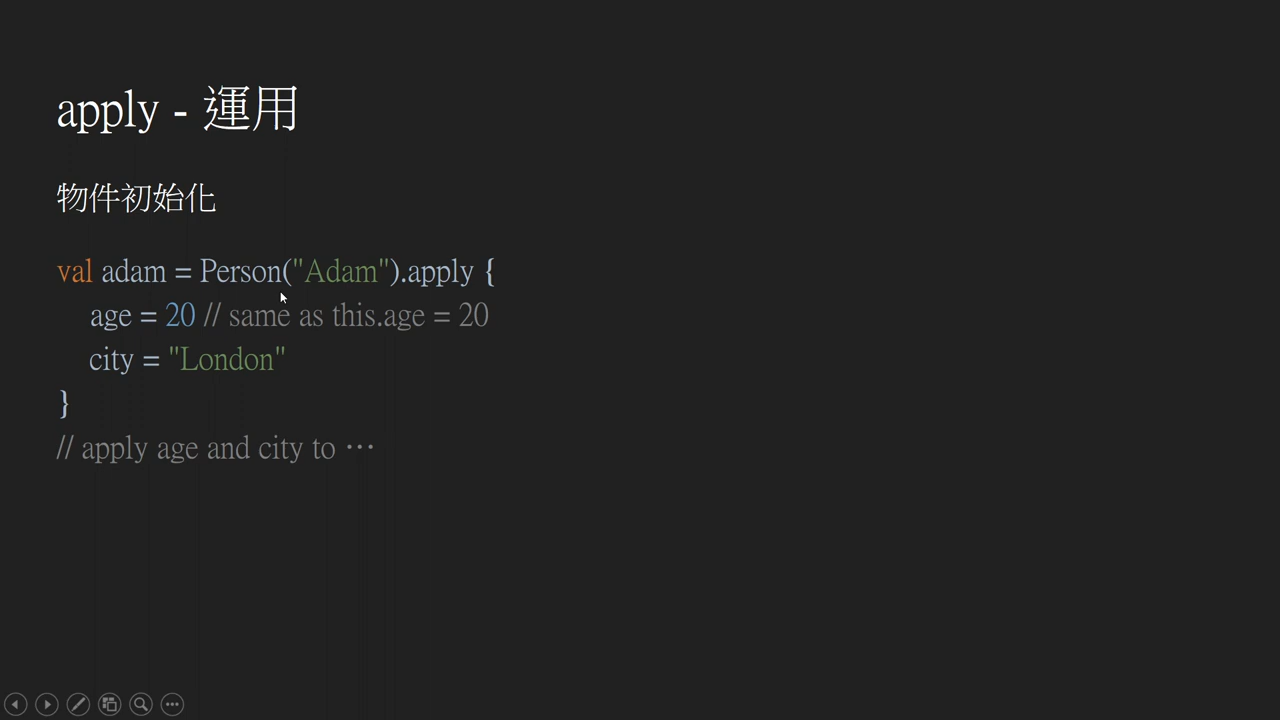 apply - 運用
物件初始化
val adam = Person("Adam").apply {
age = 20 // same as this.age = 20
city = "London"
}
// apply age and city to ⋯